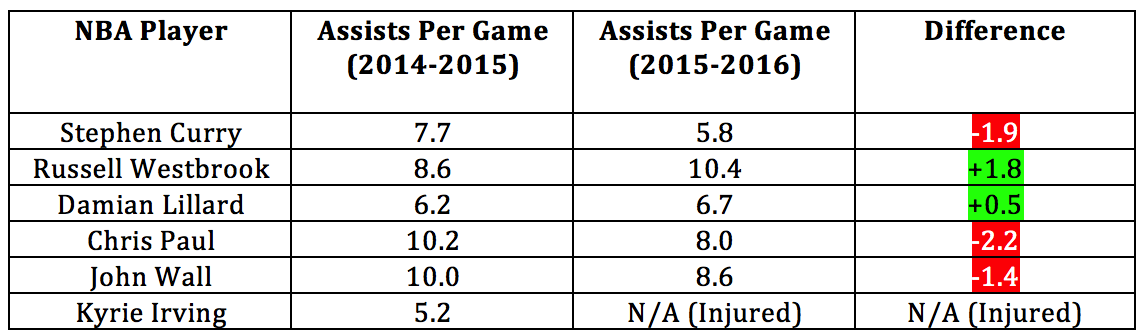 NBA Player Assists Per Game Assists Per Game Difference
(2014-2015) (2015-2016)
Stephen Curry 7.7 5.8 -1.9
Russell Westbrook 8.6 10.4 +1.8
Damian Lillard 6.2 6.7 +0.5
Chris Paul 10.2 8.0 -2.2
John Wall 10.0 8.6 -1.4
Kyrie Irving 5.2 N/A (Injured) N/A (Injured)